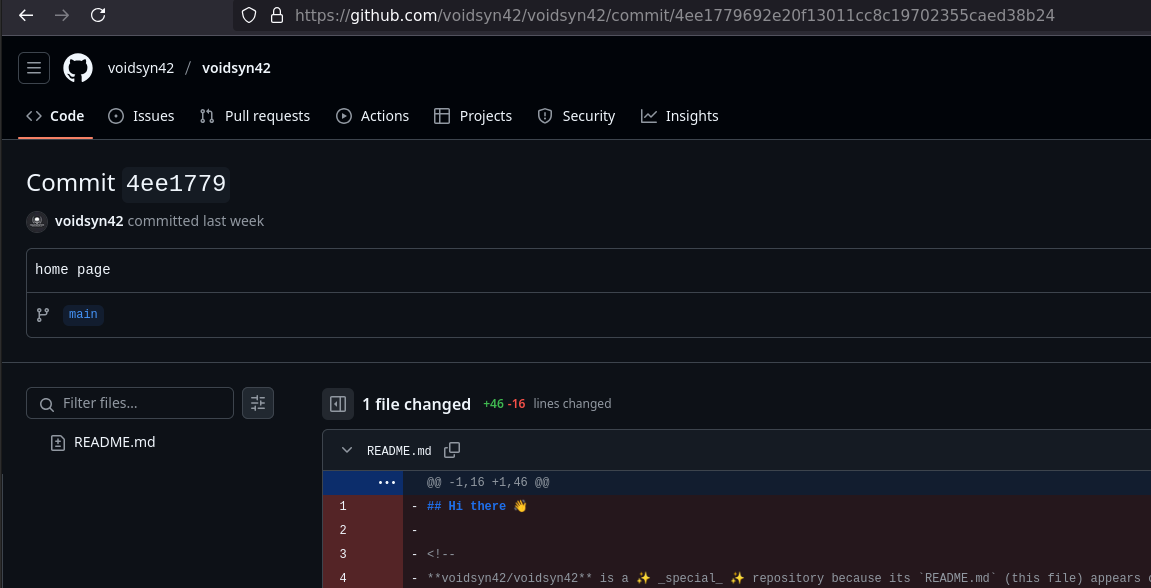 https://github.com/voidsyn42/voidsyn42/commit/4ee1779692e20f13011cc8c19702355caed38b24
voidsyn42 / voidsyn42
Code Issues Pull requests Actions Projects Security Insights
Commit 4ee1779
voidsyn42 committed last week
home page
main
Filter files...
1 file changed +46 -16 lines changed
README.md
README.md
@@ -1,16 +1,46 @@
1 - ## Hi there 👋
2 -
3 - <!--
4 - **voidsyn42/voidsyn42** is a ✨ _special_ ✨ repository because its `README.md` (this file) appears